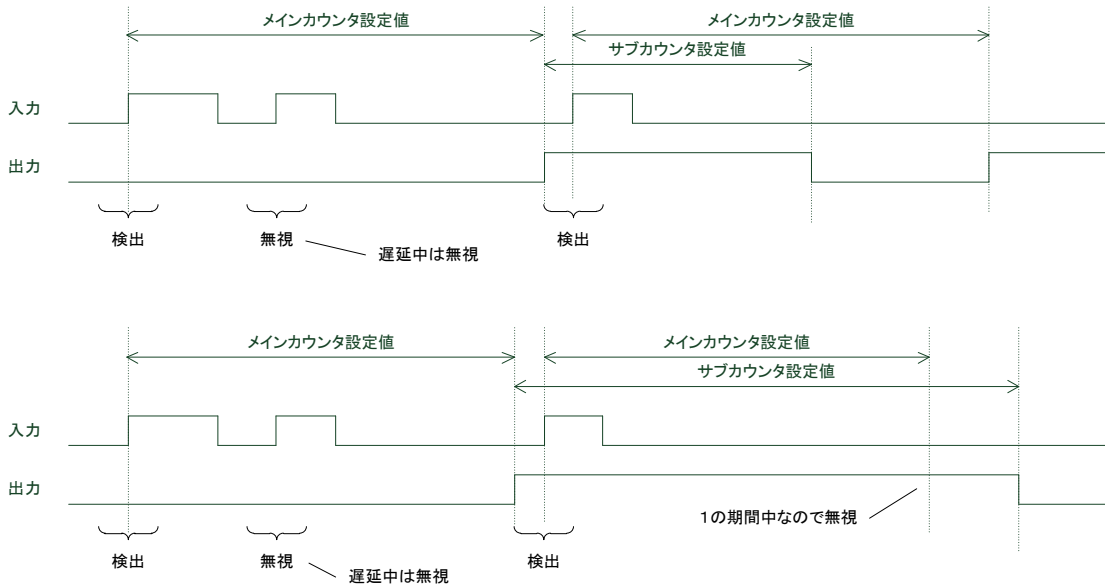 メインカウンタ設定値
メインカウンタ設定値
サブカウンタ設定値
入力
出力
検出
無視
検出
遅延中は無視
メインカウンタ設定値
メインカウンタ設定値
サブカウンタ設定値
入力
出力
1の期間中なので無視
検出
無視
検出
遅延中は無視